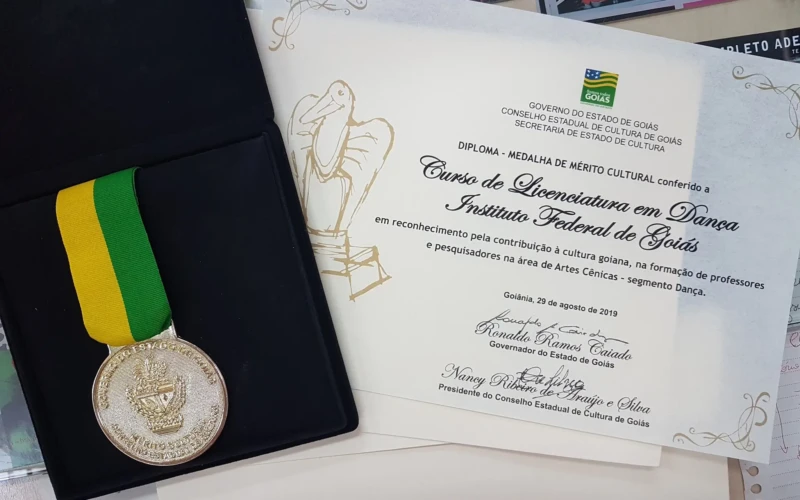 GOIÁS
GOVERNO DO ESTADO DE GOIÁS
CONSELHO ESTADUAL DE CULTURA DE GOIÁS
SECRETARIA DE ESTADO DE CULTURA
DIPLOMA - MEDALHA DE MÉRITO CULTURAL conferido a
Curso de Licenciatura em Dança
Instituto Federal de Goiás
em reconhecimento pela contribuição à cultura goiana, na formação de professores
e pesquisadores na área de Artes Cênicas - segmento Dança.
Goiânia, 29 de agosto de 2019
Ronaldo Ramos Caiado
Governador do Estado de Goiás
Nancy Ribeiro de Araújo e Silva
Presidente do Conselho Estadual de Cultura de Goiás
MÉRITO CULTURAL